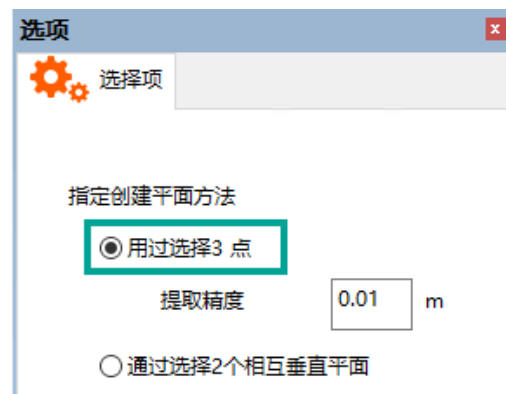 选项
x
选择项
指定创建平面方法
用过选择3 点
提取精度 0.01 m
通过选择2个相互垂直平面